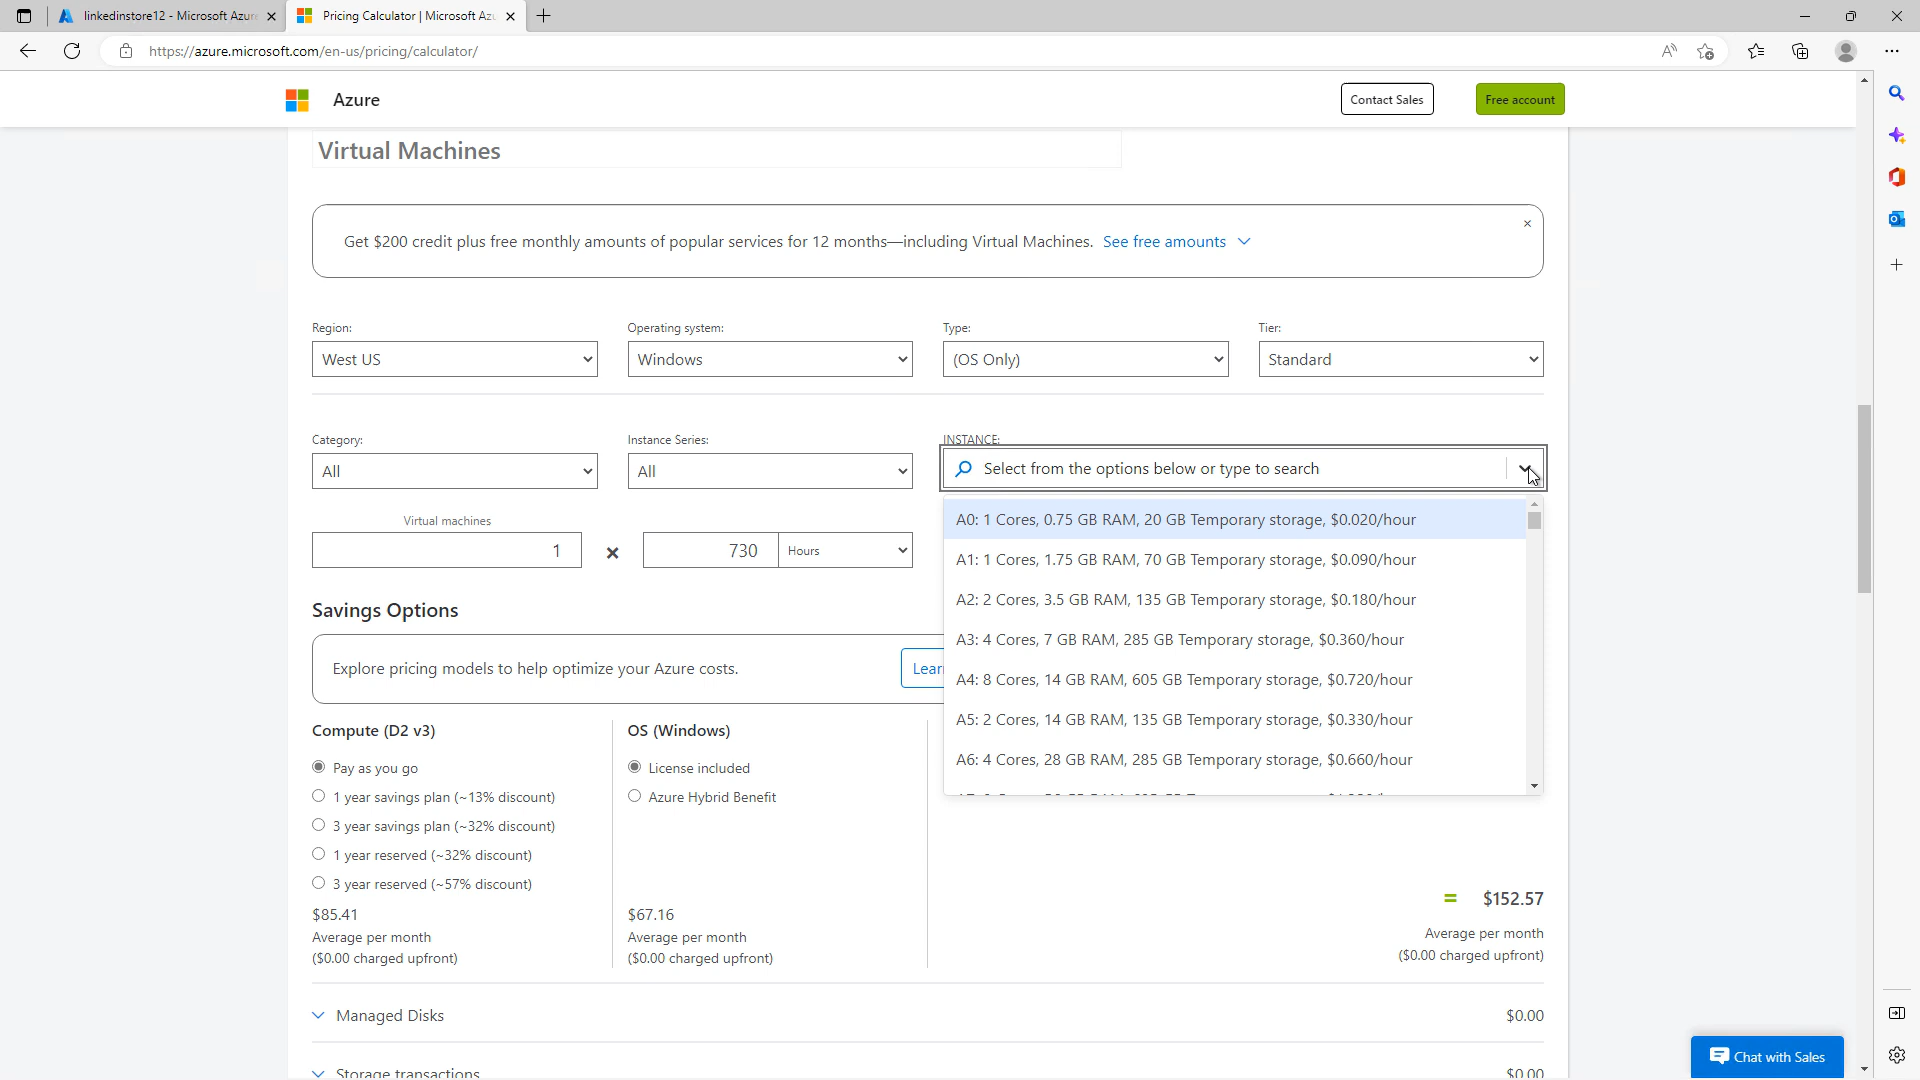 linkedinstore12 - Microsoft Azure
Pricing Calculator | Microsoft Azu
https://azure.microsoft.com/en-us/pricing/calculator/
Azure
Contact Sales
Free account
Virtual Machines
Get $200 credit plus free monthly amounts of popular services for 12 months—including Virtual Machines. See free amounts
Region:
Operating system:
Type:
Tier:
West US
Windows
(OS Only)
Standard
Category:
Instance Series:
INSTANCE:
All
All
Select from the options below or type to search
A0: 1 Cores, 0.75 GB RAM, 20 GB Temporary storage, $0.020/hour
A1: 1 Cores, 1.75 GB RAM, 70 GB Temporary storage, $0.090/hour
A2: 2 Cores, 3.5 GB RAM, 135 GB Temporary storage, $0.180/hour
A3: 4 Cores, 7 GB RAM, 285 GB Temporary storage, $0.360/hour
A4: 8 Cores, 14 GB RAM, 605 GB Temporary storage, $0.720/hour
A5: 2 Cores, 14 GB RAM, 135 GB Temporary storage, $0.330/hour
A6: 4 Cores, 28 GB RAM, 285 GB Temporary storage, $0.660/hour
Virtual machines
1
730
Hours
Savings Options
Explore pricing models to help optimize your Azure costs.
Lear
Compute (D2 v3)
Pay as you go
1 year savings plan (~13% discount)
3 year savings plan (~32% discount)
1 year reserved (~32% discount)
3 year reserved (~57% discount)
$85.41
Average per month
($0.00 charged upfront)
OS (Windows)
License included
Azure Hybrid Benefit
$67.16
Average per month
($0.00 charged upfront)
= $152.57
Average per month
($0.00 charged upfront)
Managed Disks
$0.00
Storage transactions
$0.00
Chat with Sales